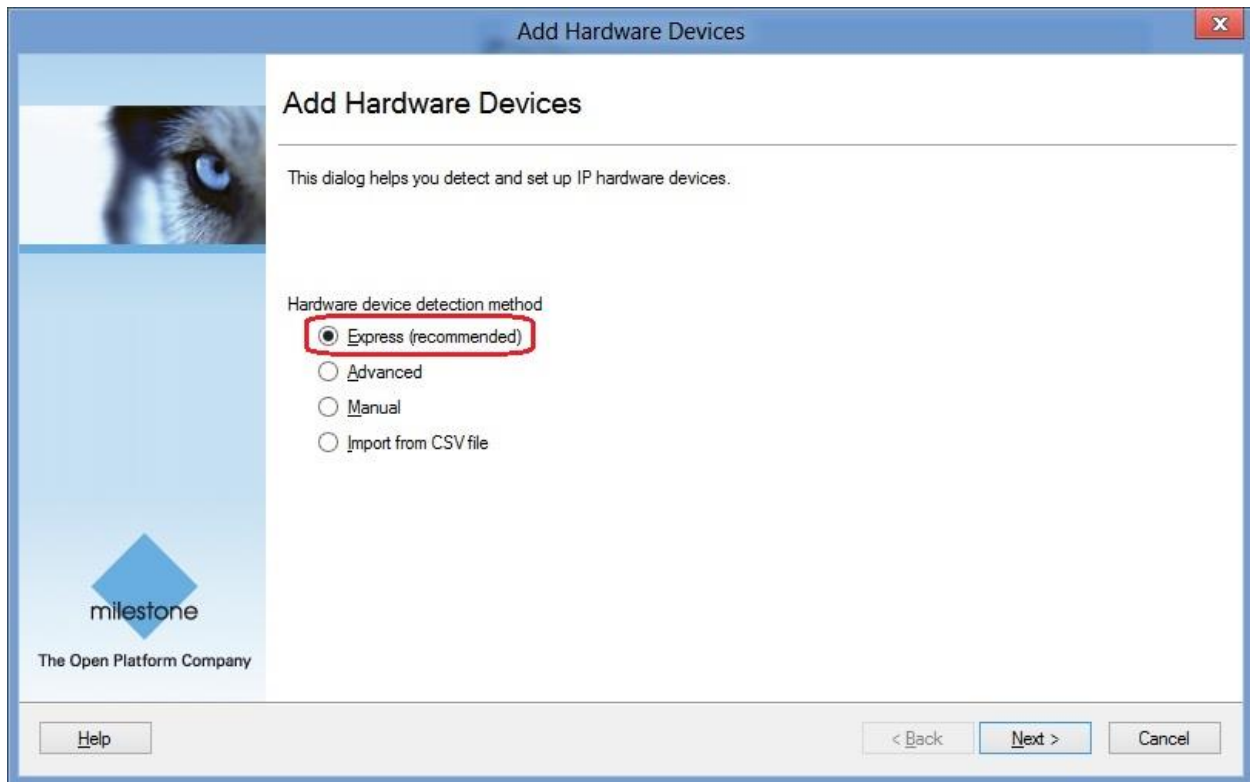 Add Hardware Devices
X
Add Hardware Devices
This dialog helps you detect and set up IP hardware devices.
Hardware device detection method
Express (recommended)
Advanced
Manual
Import from CSV file
milestone
The Open Platform Company
Help
< Back
Next >
Cancel